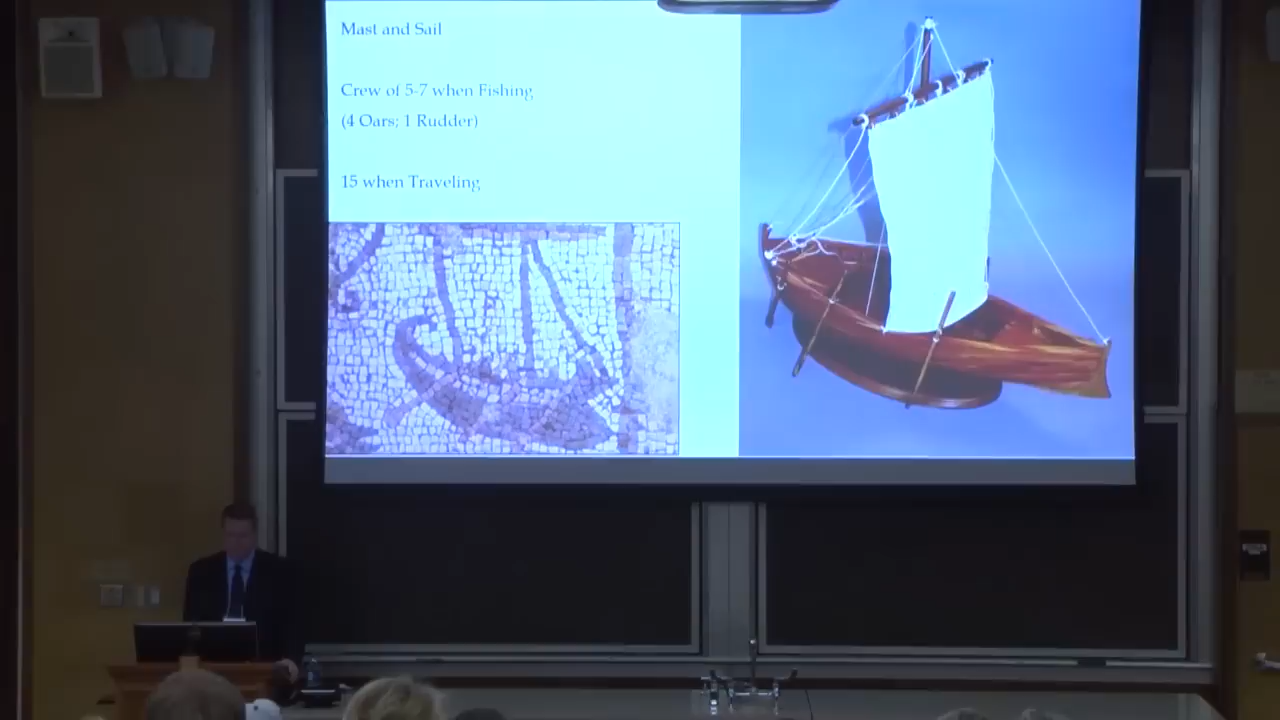 Mast and Sail
Crew of 5-7 when Fishing
(4 Oars; 1 Rudder)
15 when Traveling